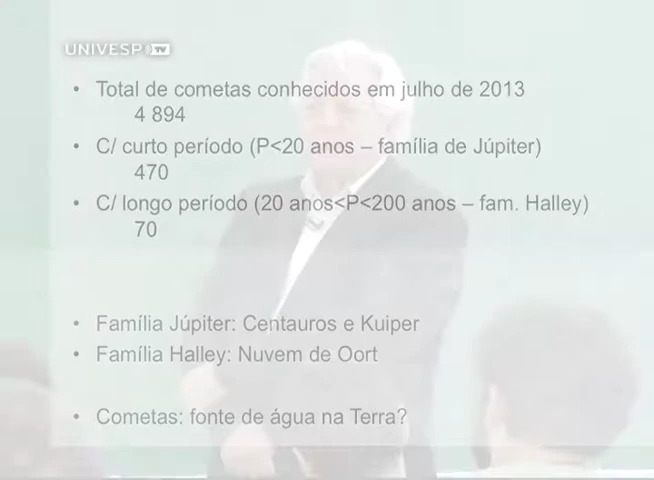 UNIVESP TV
• Total de cometas conhecidos em julho de 2013
4 894
• C/ curto período (P<20 anos – família de Júpiter)
470
• C/ longo período (20 anos<P<200 anos – fam. Halley)
70
• Família Júpiter: Centauros e Kuiper
• Família Halley: Nuvem de Oort
• Cometas: fonte de água na Terra?